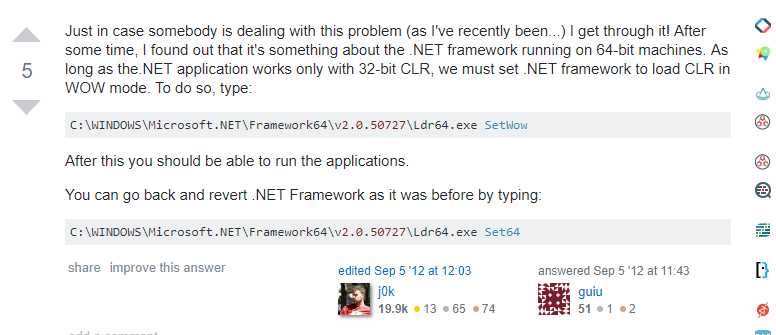 Just in case somebody is dealing with this problem (as I've recently been...) I get through it! After
some time, I found out that it's something about the .NET framework running on 64-bit machines. As
long as the.NET application works only with 32-bit CLR, we must set .NET framework to load CLR in
WOW mode. To do so, type:
5
C:\WINDOWS\Microsoft.NET\Framework64\v2.0.50727\Ldr64.exe SetWow
After this you should be able to run the applications.
You can go back and revert .NET Framework as it was before by typing:
C:\WINDOWS\Microsoft.NET\Framework64\v2.0.50727\Ldr64.exe Set64
share improve this answer
edited Sep 5 '12 at 12:03
j0k
19.9k 13 65 74
answered Sep 5 '12 at 11:43
guiu
51 1 2
add a comment